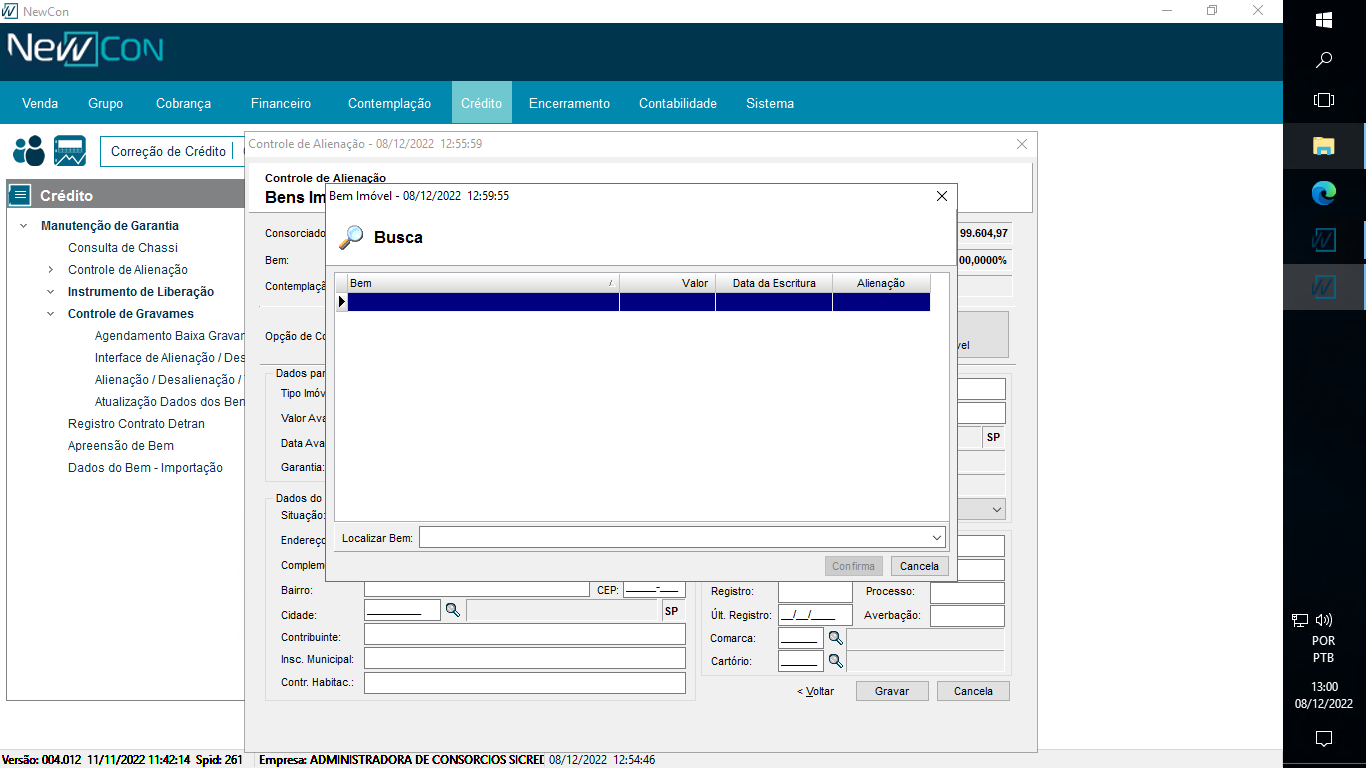 NewCon
NewCon
Venda Grupo Cobrança Financeiro Contemplação Crédito Encerramento Contabilidade Sistema
Correção de Crédito
Crédito
Manutenção de Garantia
Consulta de Chassi
Controle de Alienação
Instrumento de Liberação
Controle de Gravames
Agendamento Baixa Gravar
Interface de Alienação / Des
Alienação / Desalienação /
Atualização Dados dos Ben
Registro Contrato Detran
Apreensão de Bem
Dados do Bem - Importação
Controle de Alienação - 08/12/2022 12:55:59
Controle de Alienação
Bens Im
Consorciado 99.604,97
Bem: 00,0000%
Contemplaçã
Opção de Co
vel
Dados par
Tipo Imóv
Valor Ava
Data Ava SP
Garantia:
Dados do
Situação:
Endereço
Complem
Bem Imóvel - 08/12/2022 12:59:55
Busca
Bem Valor Data da Escritura Alienação
Localizar Bem:
Confirma Cancela
Bairro: CEP: _____-___
Cidade: SP
Contribuinte:
Insc. Municipal:
Contr. Habitac.:
Registro: Processo:
Últ. Registro: __/__/____ Averbação:
Comarca:
Cartório:
< Voltar Gravar Cancela
Versão: 004.012 11/11/2022 11:42:14 Spid: 261 Empresa: ADMINISTRADORA DE CONSORCIOS SICRED 08/12/2022 12:54:46
POR
PTB
13:00
08/12/2022